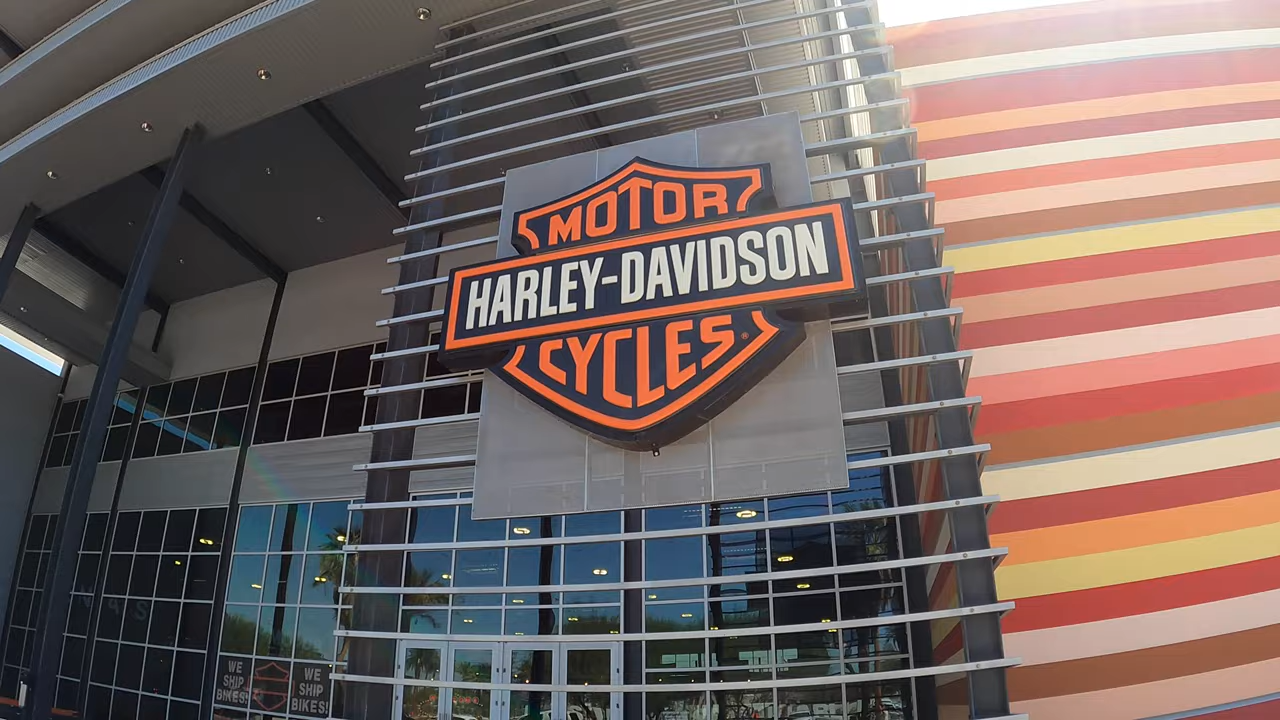 MOTOR
HARLEY-DAVIDSON
CYCLES
WE
SHIP
BIKES!
WE
SHIP
BIKES!